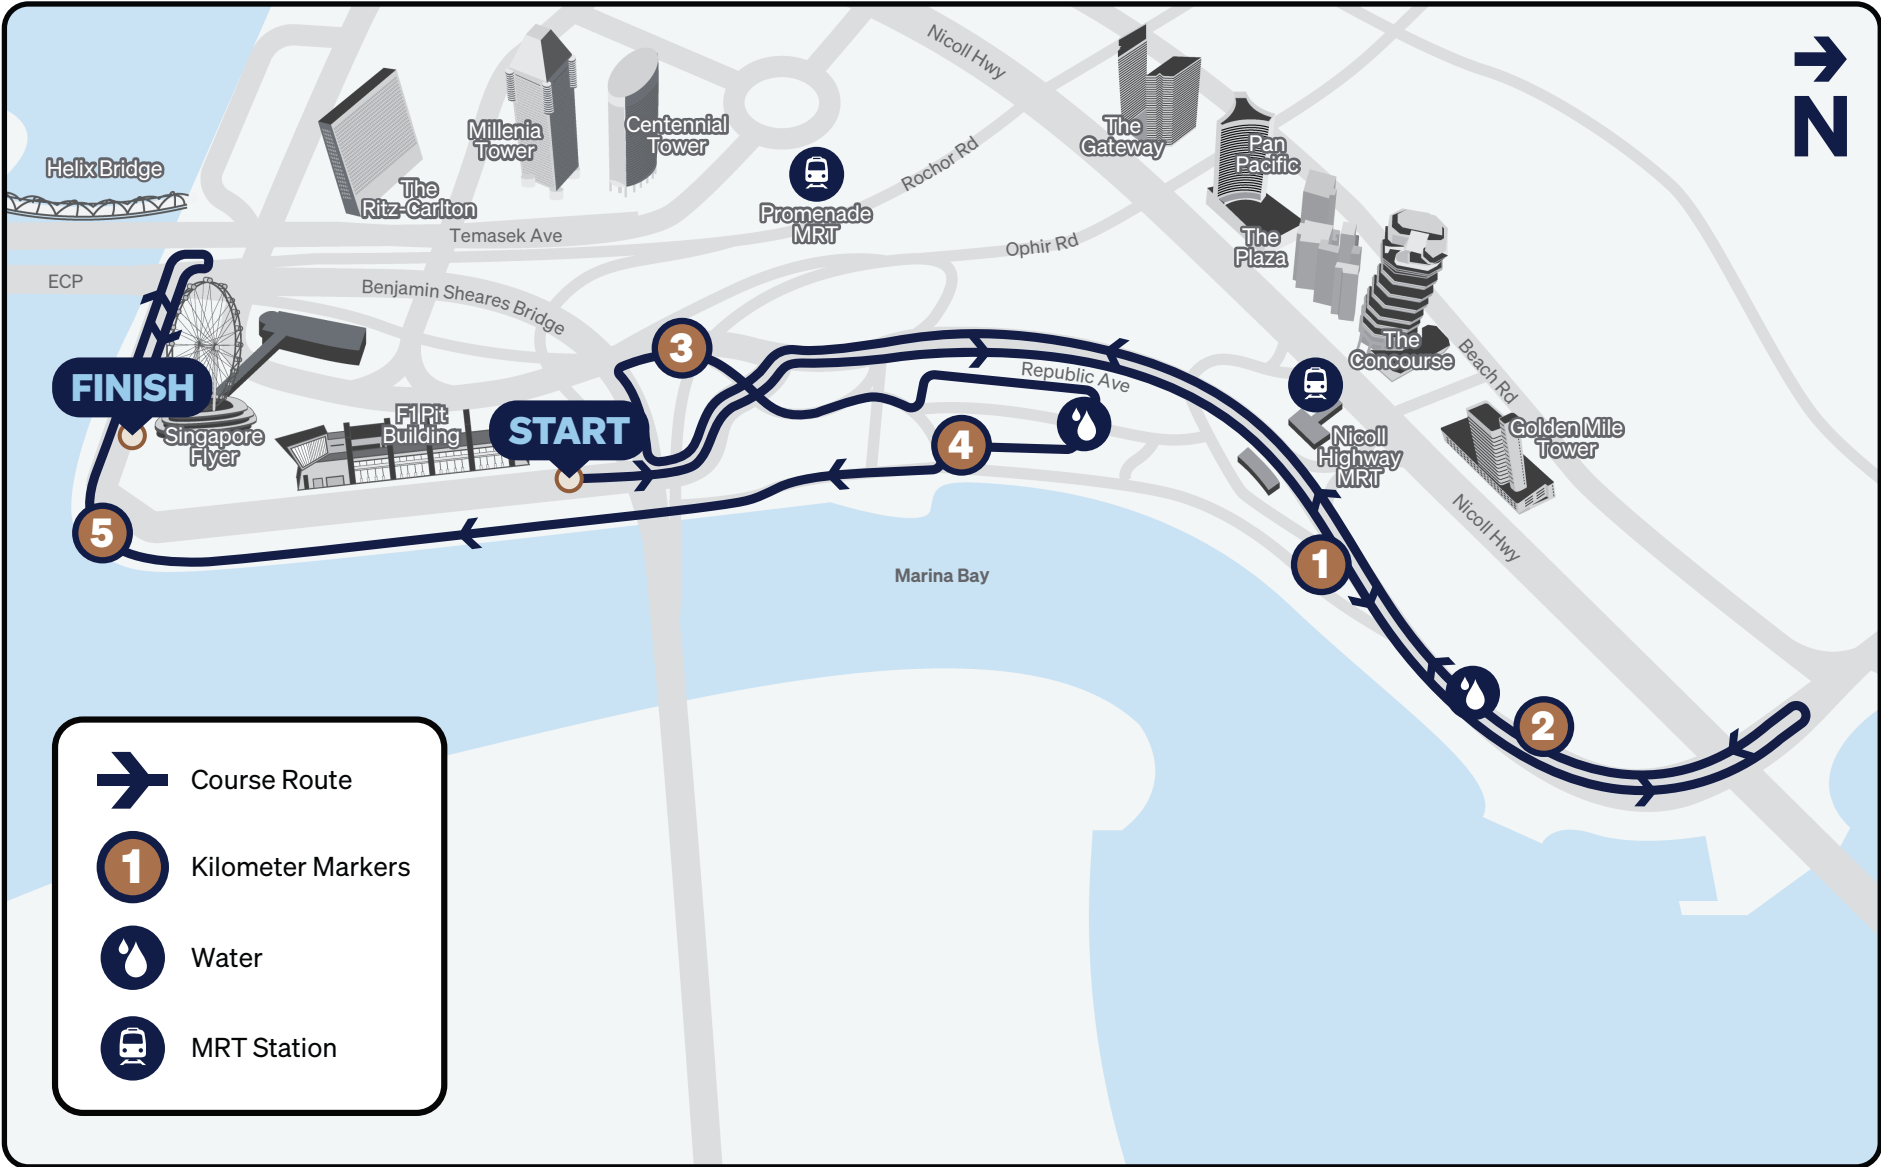 Nicoll Hwy
N
The
Gateway
Pan
Pacific
Millenia
Tower
Centennial
Tower
Helix Bridge
The
Ritz-Carlton
Rochor Rd
Promenade
MRT
Temasek Ave
Ophir Rd
The
Plaza
ECP
Benjamin Sheares Bridge
3
The
Concourse
Beach Rd
Republic Ave
FINISH
F1 Pit
Building
START
Singapore
Flyer
4
Nicoll
Highway
MRT
Golden Mile
Tower
Nicoll Hwy
5
1
Marina Bay
2
Course Route
1
Kilometer Markers
Water
MRT Station